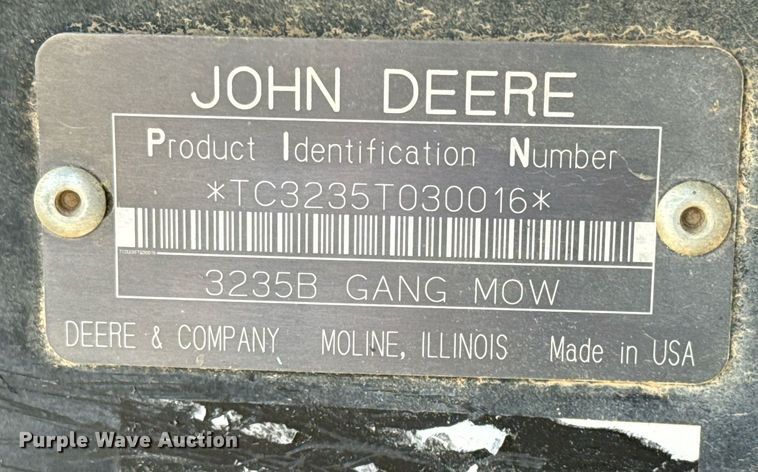 JOHN DEERE
Product Identification Number
*TC3235T030016*
3235B GANG MOW
DEERE & COMPANY MOLINE, ILLINOIS Made in USA
Purple Wave Auction